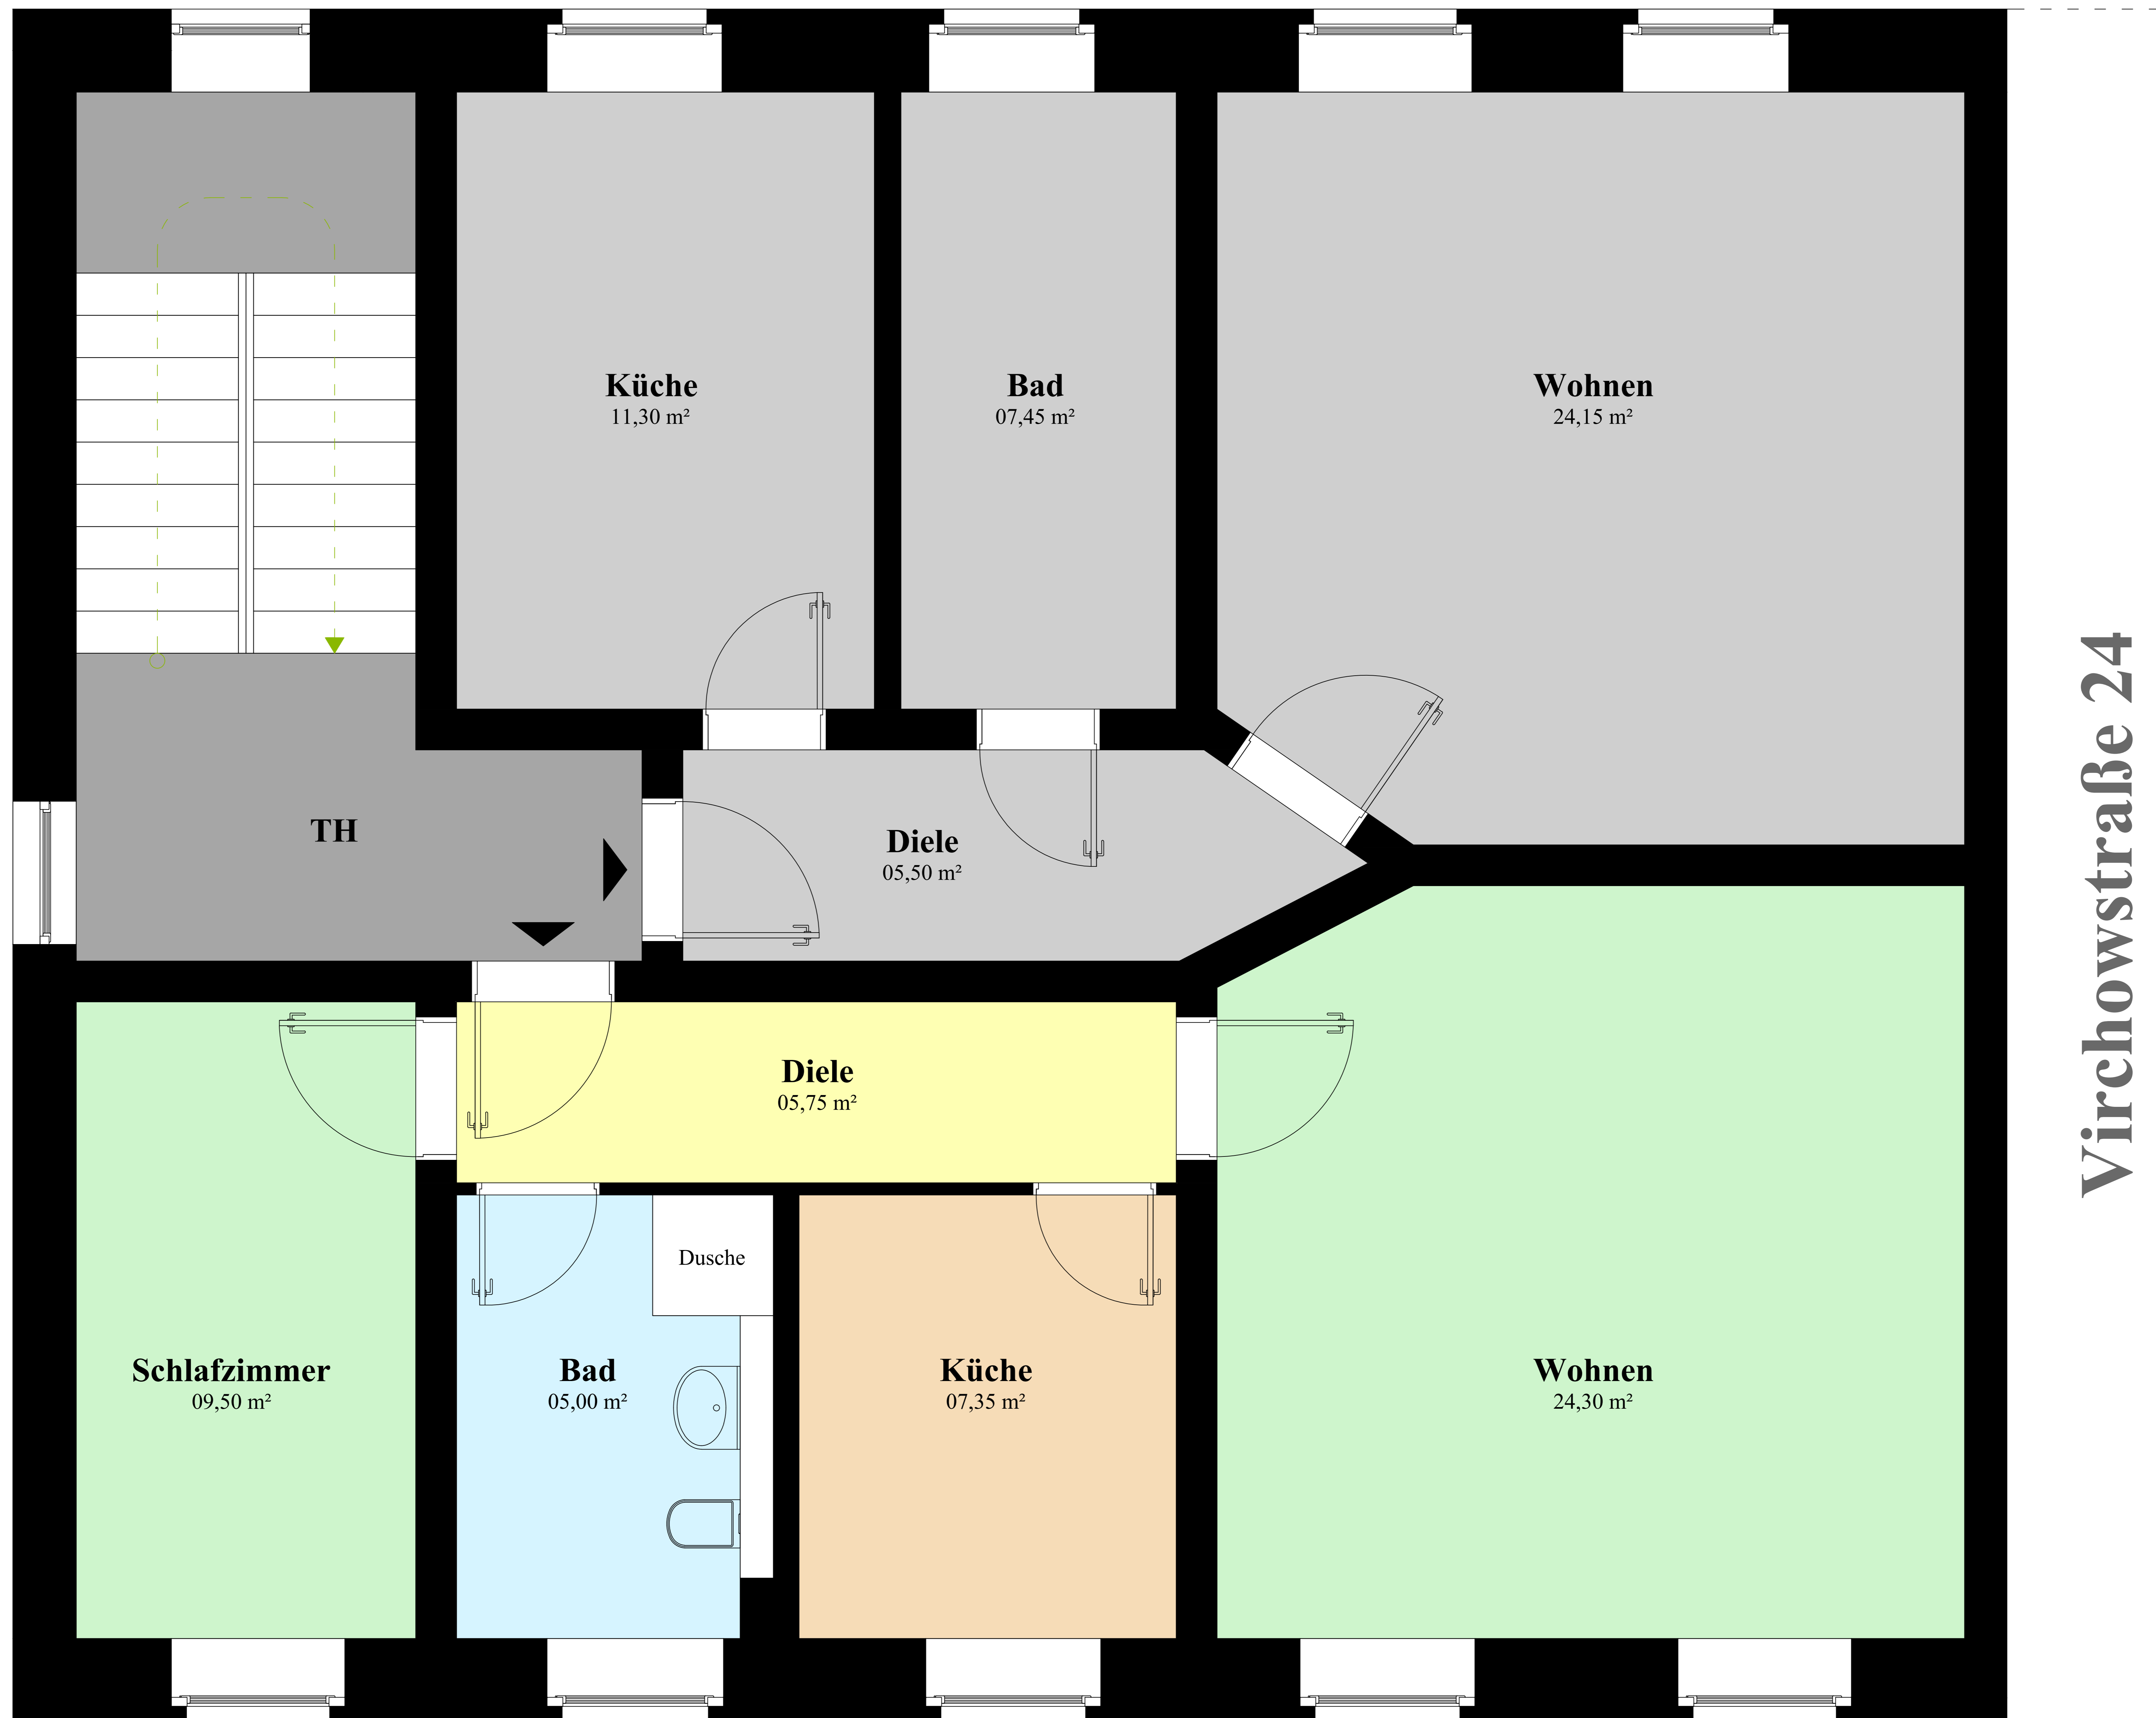 Küche
11,30 m²
Bad
07,45 m²
Wohnen
24,15 m²
TH
Diele
05,50 m²
Virchowstraße 24
Diele
05,75 m²
Dusche
Schlafzimmer
09,50 m²
Bad
05,00 m²
Küche
07,35 m²
Wohnen
24,30 m²